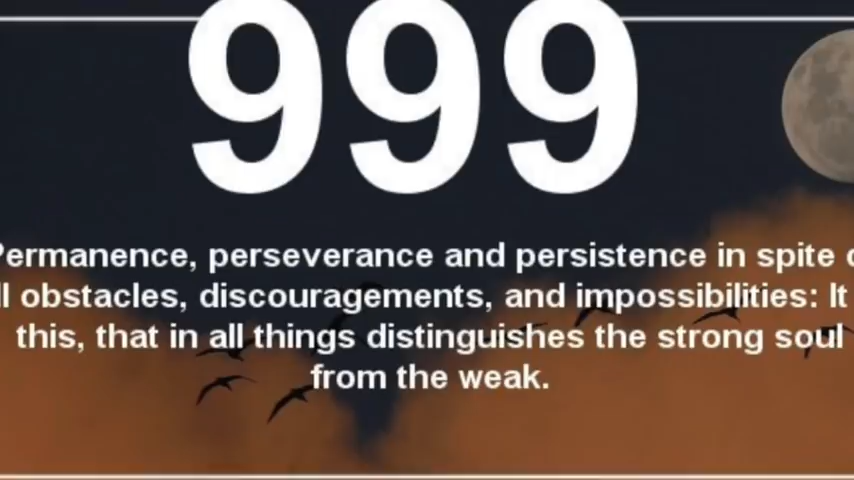 999
Permanence, perseverance and persistence in spite
obstacles, discouragements, and impossibilities: It
this, that in all things distinguishes the strong soul
from the weak.